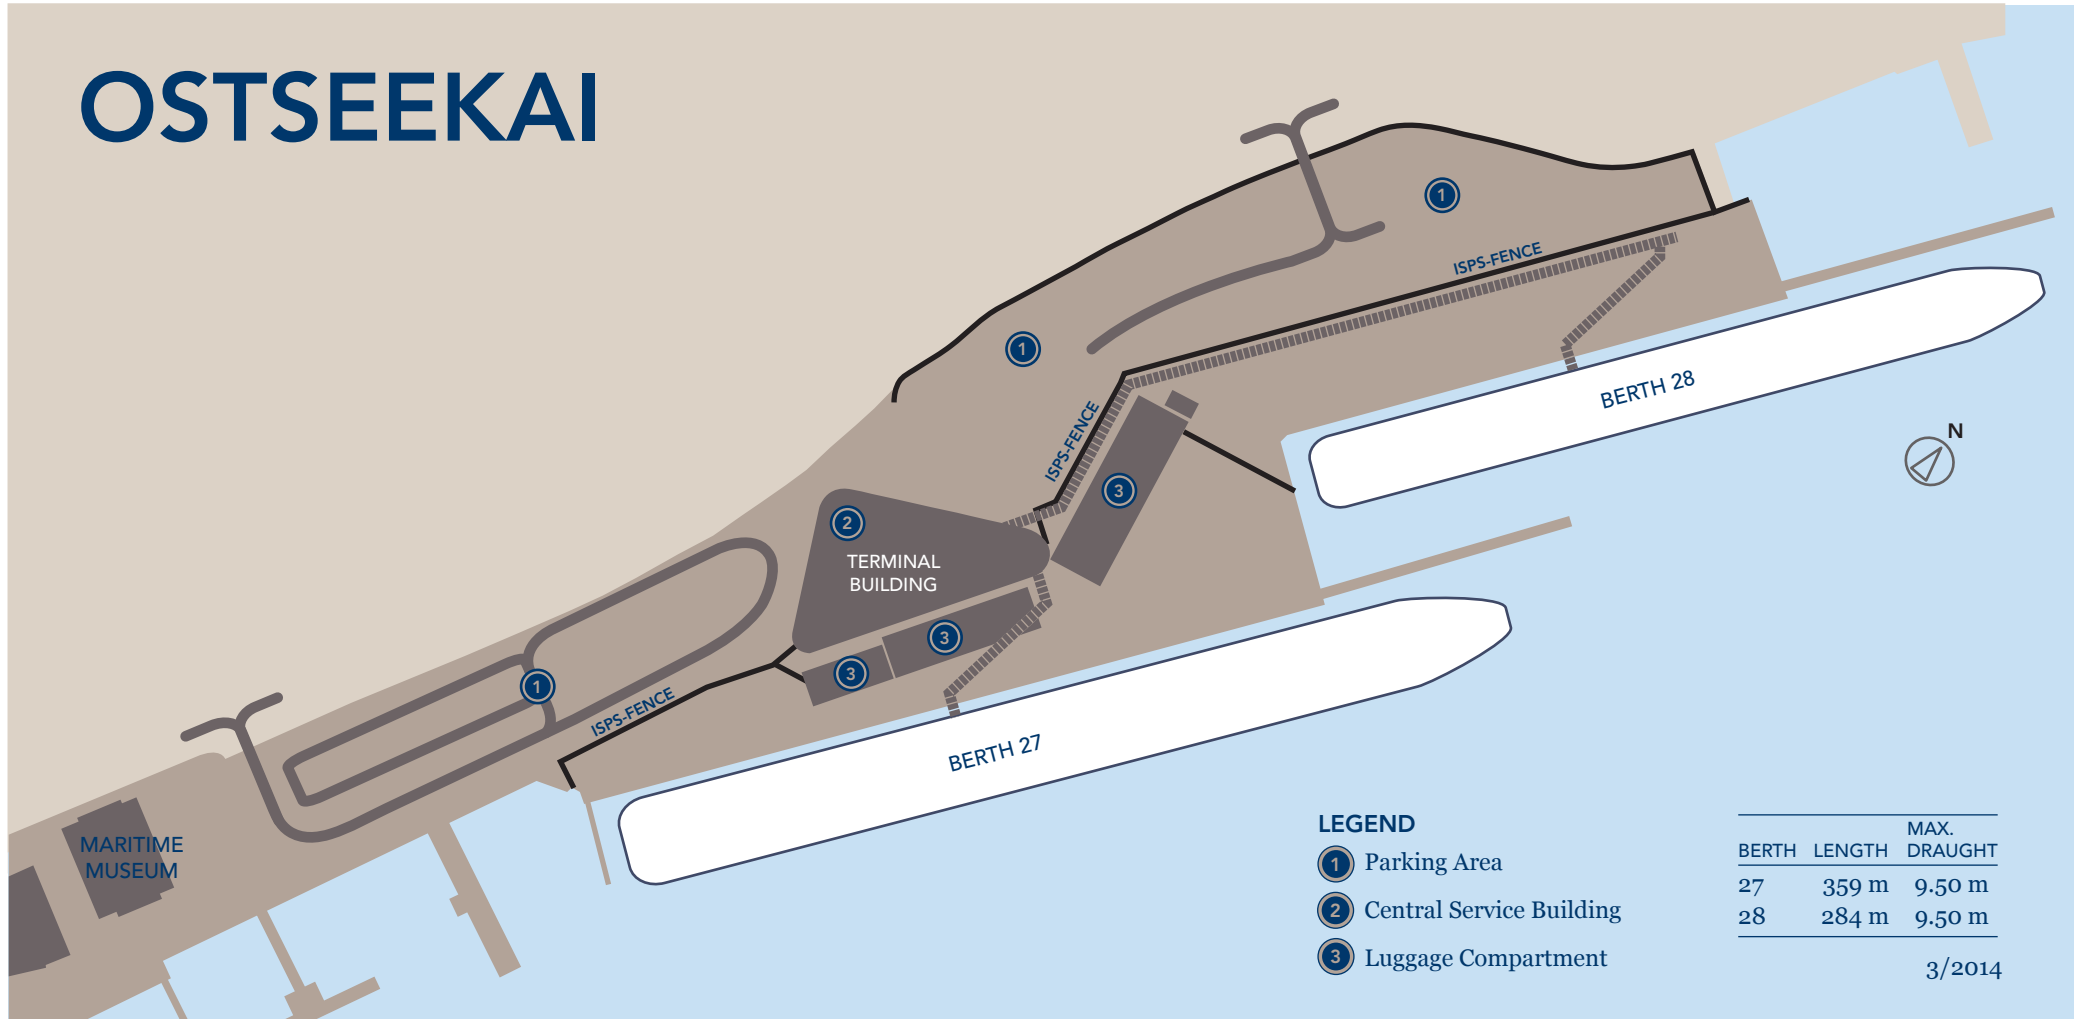 OSTSEEKAI
1
ISPS-FENCE
1
BERTH 28
N
ISPS-FENCE
3
2
TERMINAL
BUILDING
3
3
1
ISPS-FENCE
BERTH 27
MARITIME
MUSEUM
LEGEND
1 Parking Area
2 Central Service Building
3 Luggage Compartment
MAX.
BERTH LENGTH DRAUGHT
27 359 m 9.50 m
28 284 m 9.50 m
3/2014